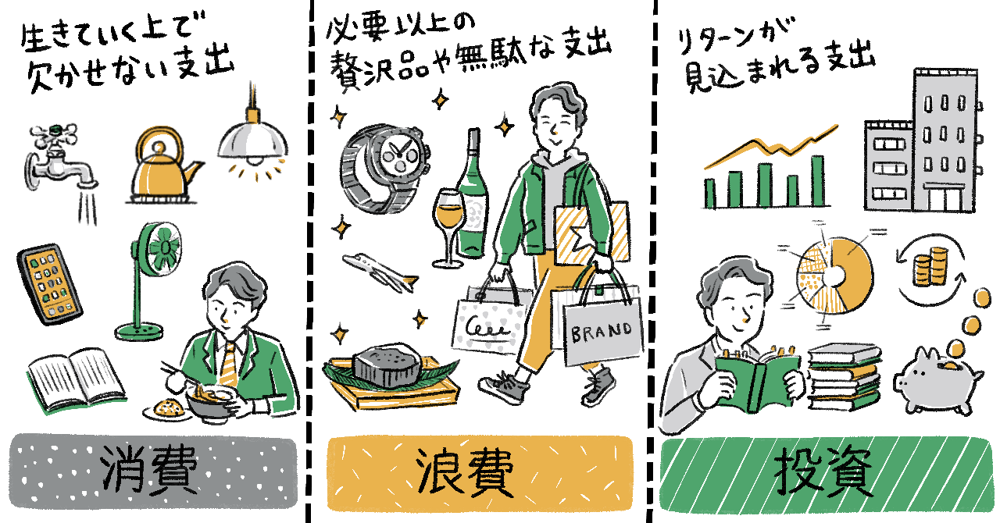 生きていく上で
欠かせない支出
消費
必要以上の
贅沢品や無駄な支出
BRAND
浪費
リターンが
見込まれる支出
投資